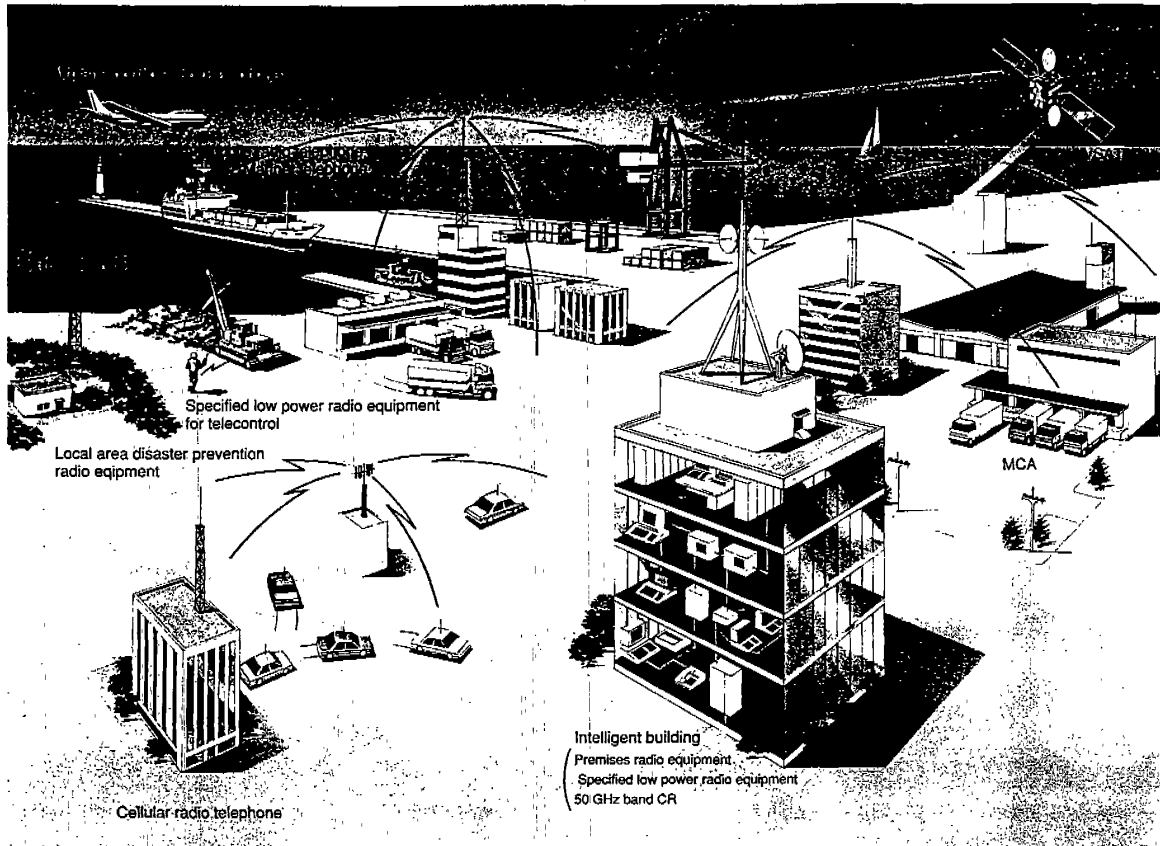 VSAT
Specified low power radio equipment
for telecontrol
Local area disaster prevention
radio eqipment
MCA
Intelligent building
Premises radio equipment
Specified low power radio equipment
50 GHz band CR
Cellular radio telephone